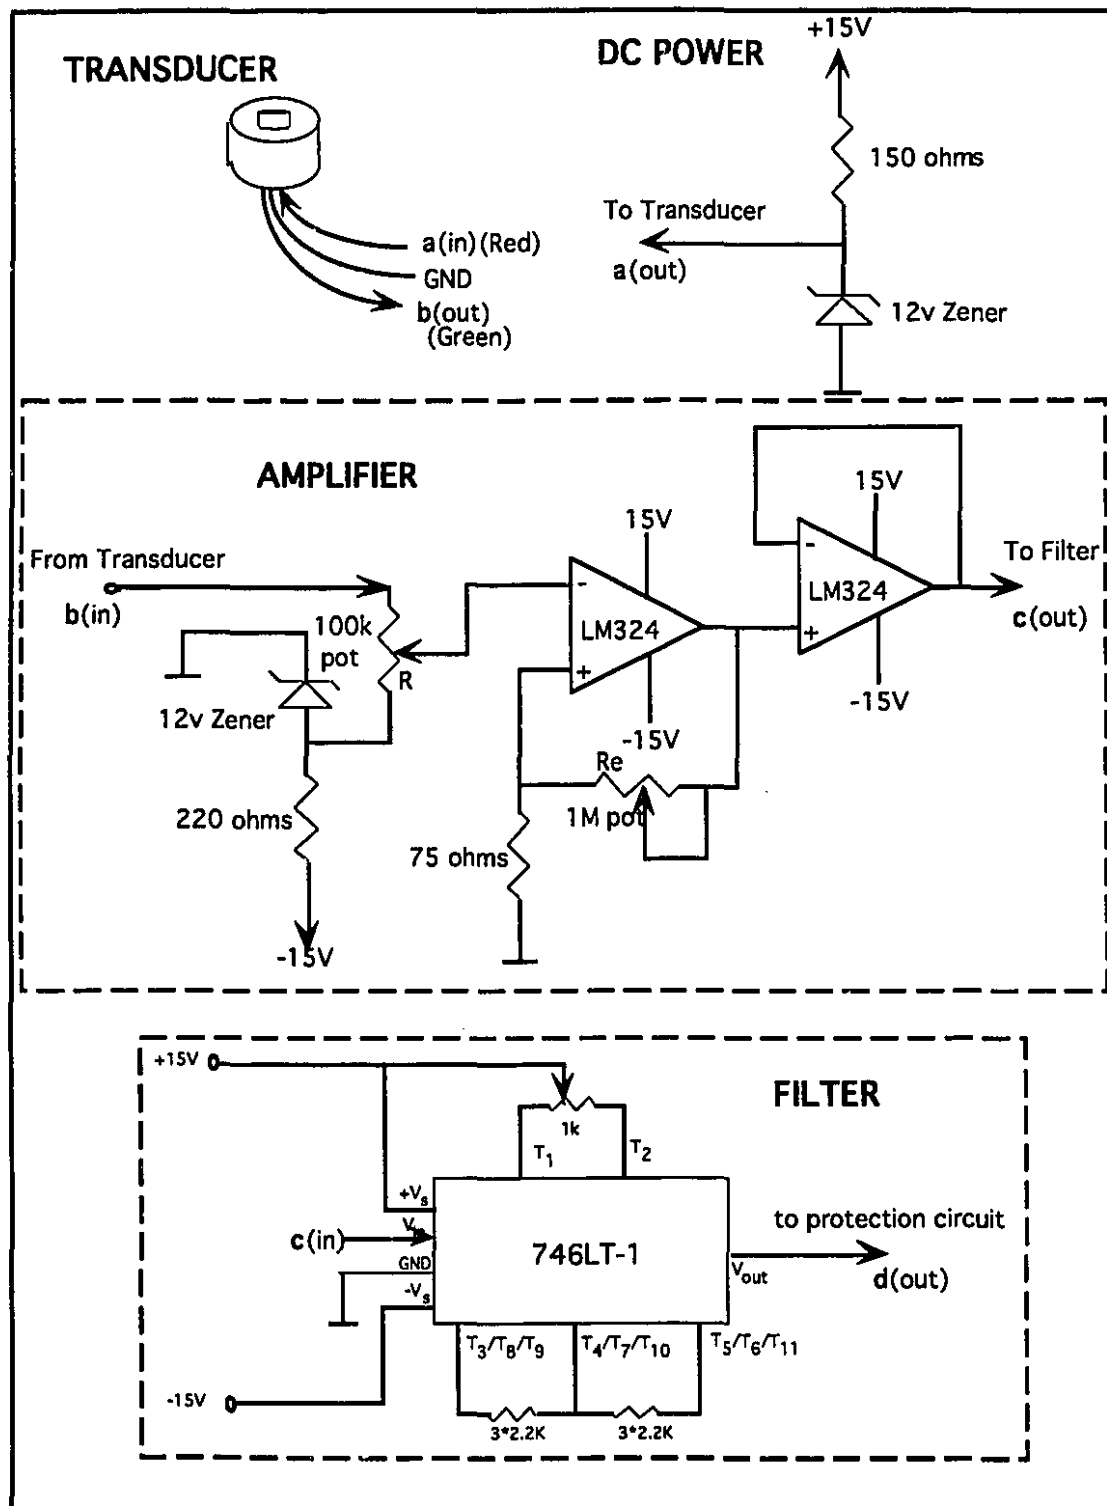 TRANSDUCER
a(in)(Red)
GND
b(out)
(Green)
DC POWER
+15V
150 ohms
To Transducer
a(out)
12v Zener
AMPLIFIER
From Transducer
b(in)
100k
pot
R
12v Zener
220 ohms
-15V
15V
-
LM324
+
-15V
Re
1M pot
75 ohms
15V
-
LM324
+
-15V
To Filter
c(out)
FILTER
+15V
1k
T1
T2
+Vs
c(in)
GND
-Vs
-15V
746LT-1
Vout
to protection circuit
d(out)
T3/T8/T9
T4/T7/T10
T5/T6/T11
3*2.2K
3*2.2K